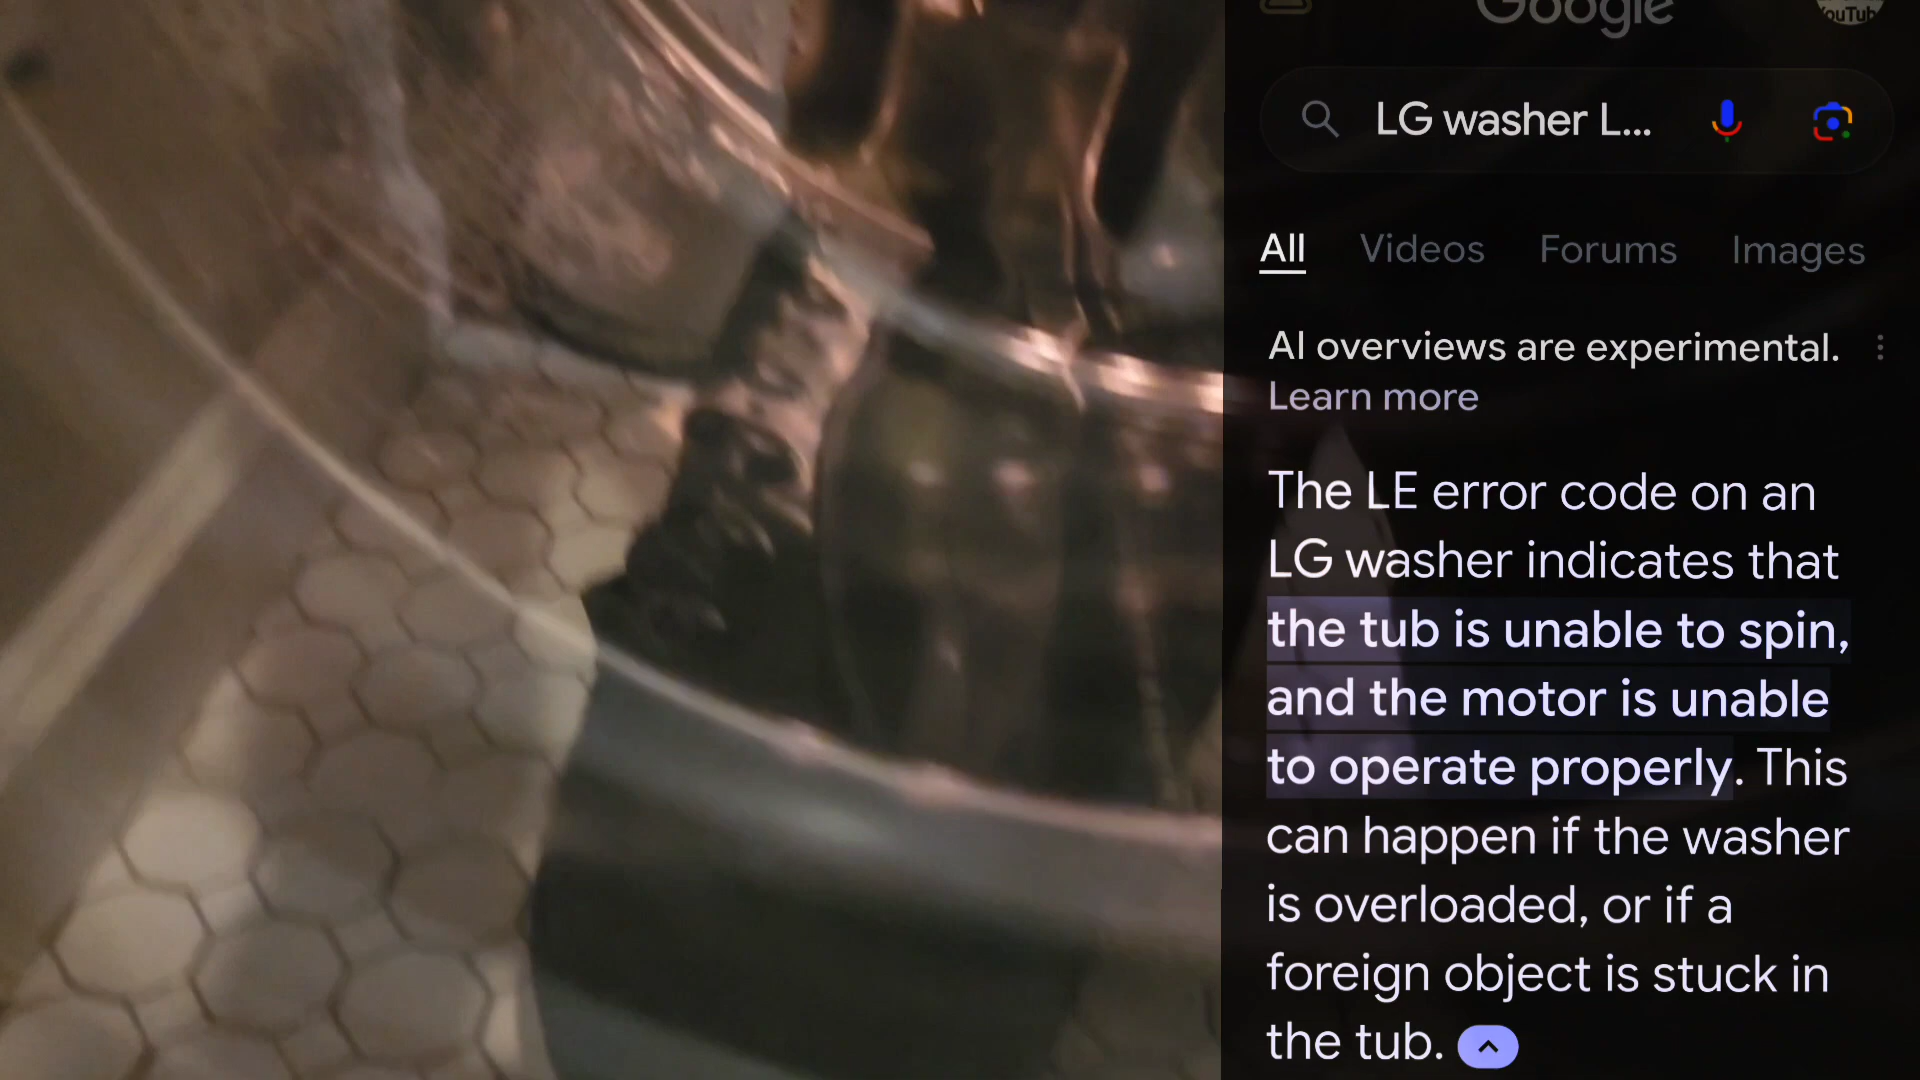 Google
YouTube
LG washer L...
All Videos Forums Images
AI overviews are experimental.
Learn more
The LE error code on an
LG washer indicates that
the tub is unable to spin,
and the motor is unable
to operate properly. This
can happen if the washer
is overloaded, or if a
foreign object is stuck in
the tub.